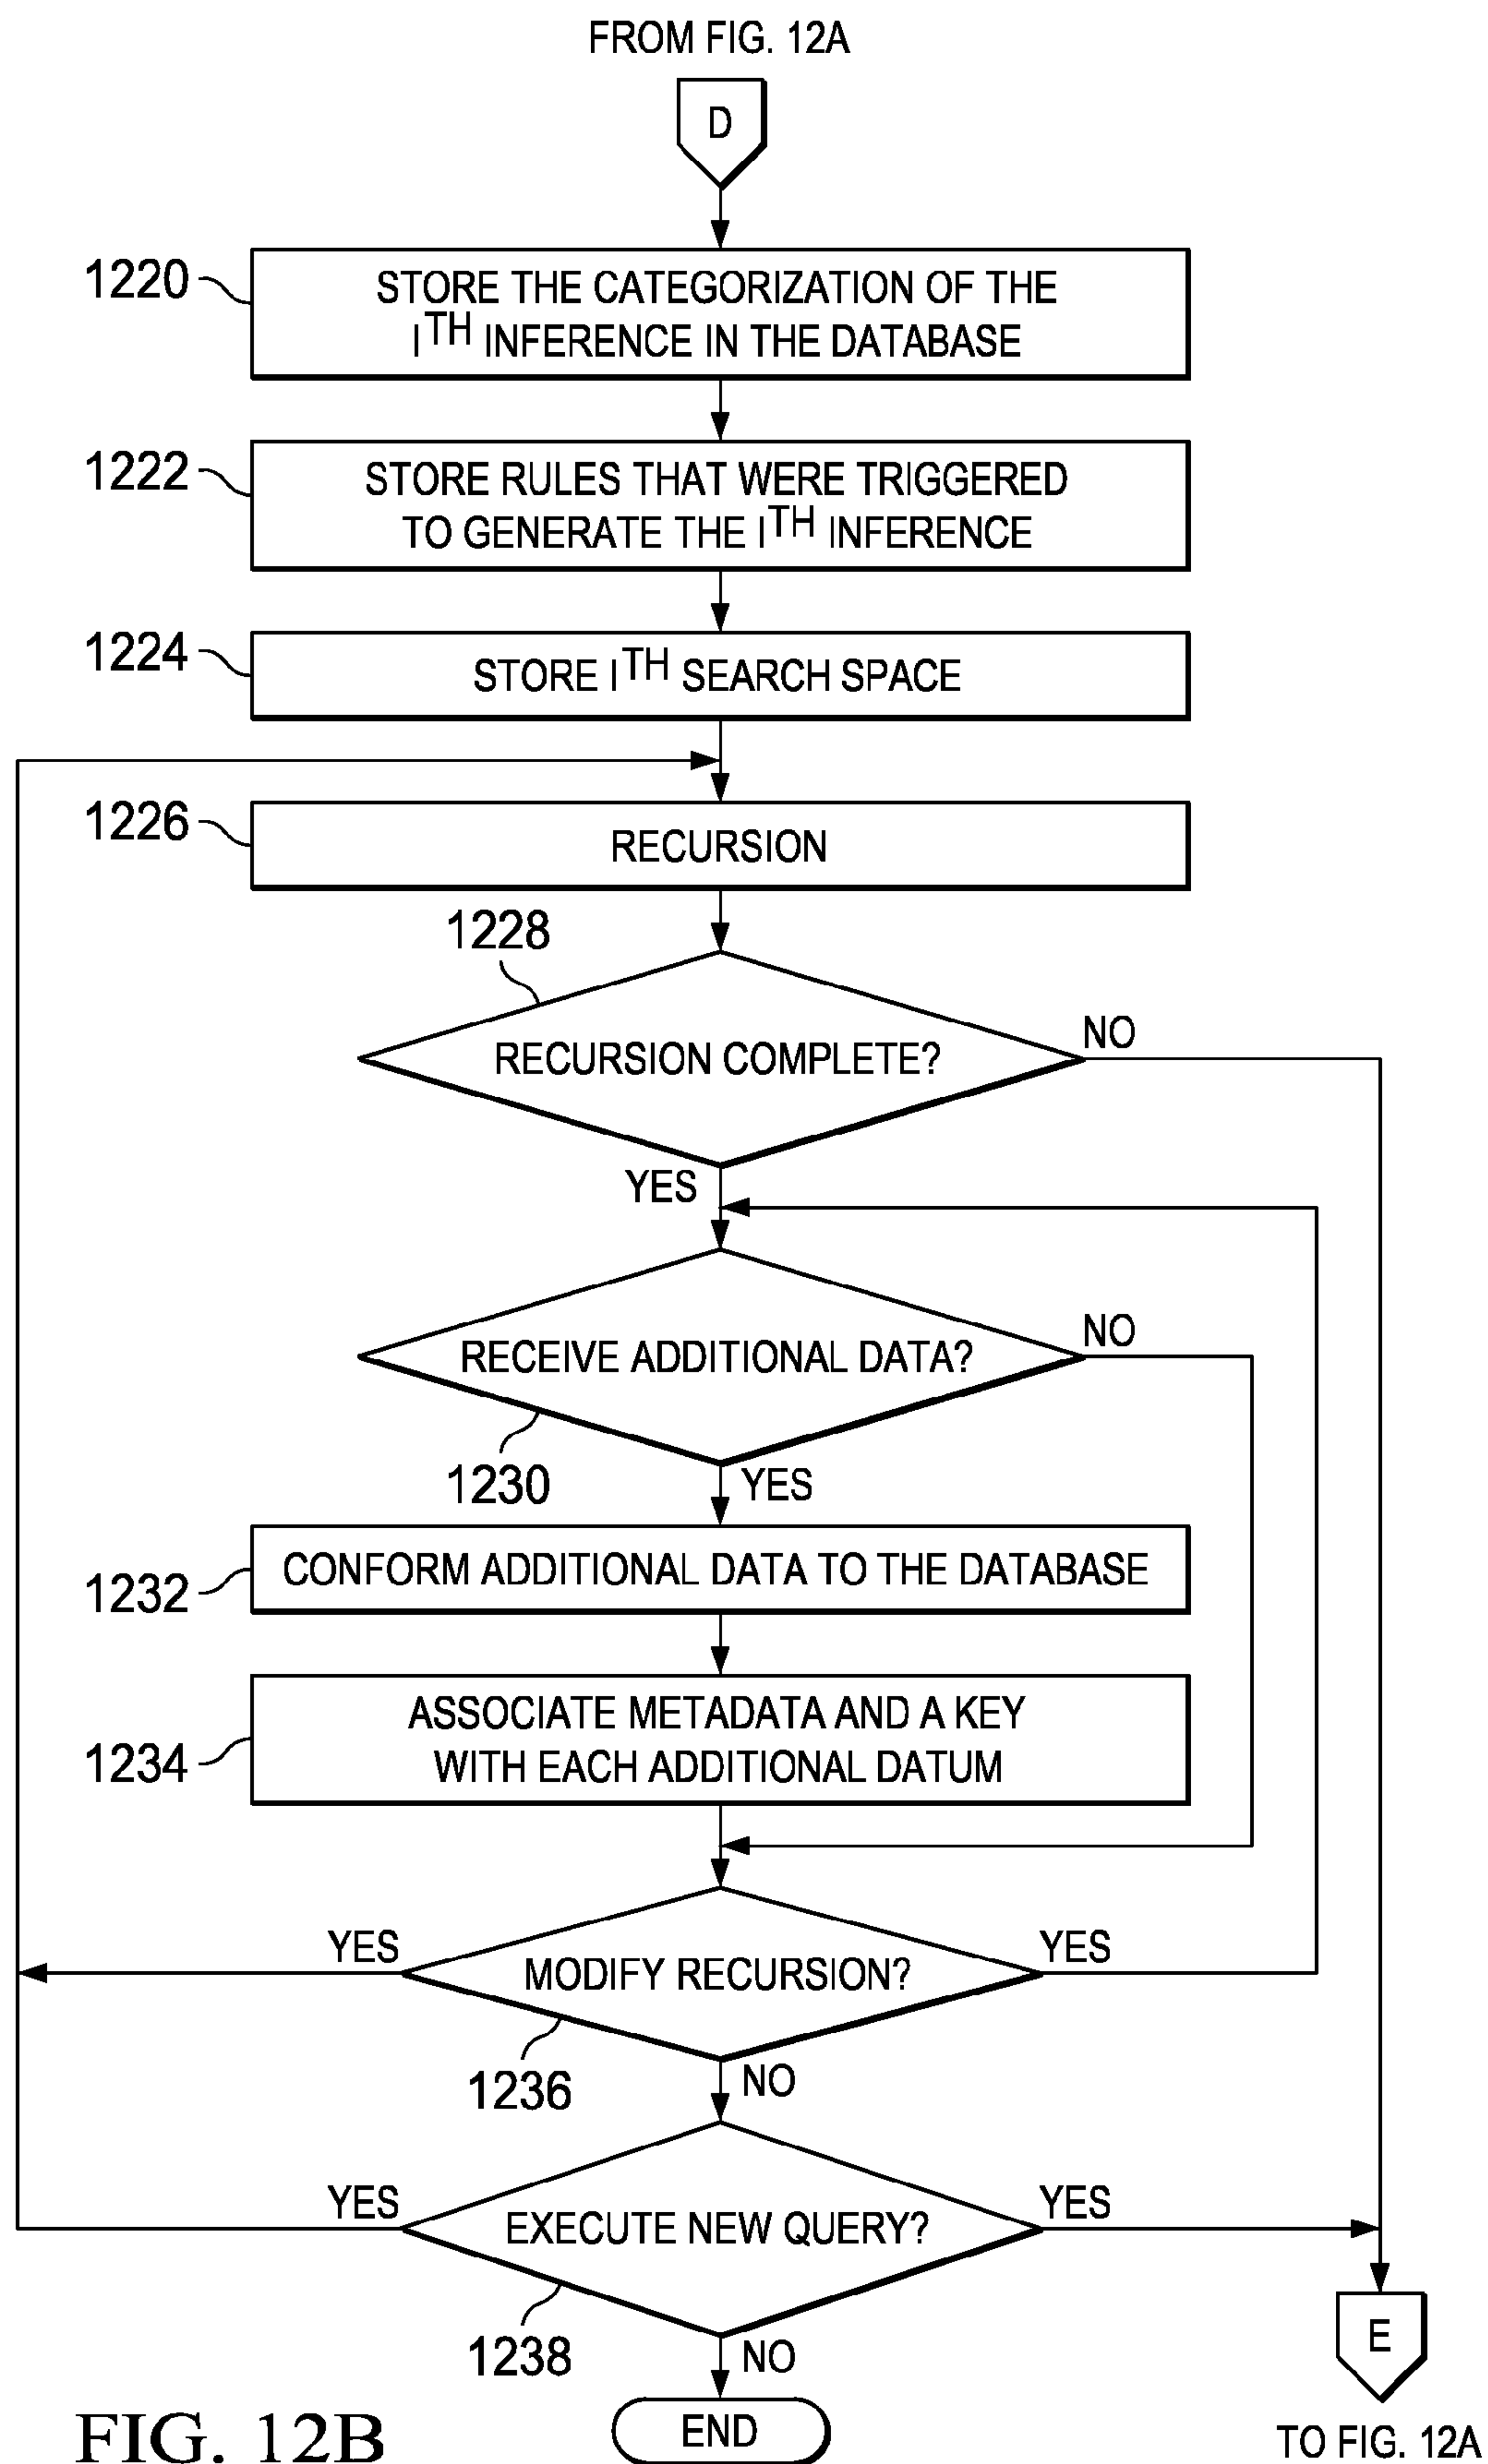 FROM FIG. 12A
D
1220
STORE THE CATEGORIZATION OF THE
ITH INFERENCE IN THE DATABASE
1222
STORE RULES THAT WERE TRIGGERED
TO GENERATE THE ITH INFERENCE
1224
STORE ITH SEARCH SPACE
1226
RECURSION
1228
RECURSION COMPLETE?
NO
YES
RECEIVE ADDITIONAL DATA?
NO
1230
YES
1232
CONFORM ADDITIONAL DATA TO THE DATABASE
1234
ASSOCIATE METADATA AND A KEY
WITH EACH ADDITIONAL DATUM
YES
MODIFY RECURSION?
YES
1236
NO
YES
EXECUTE NEW QUERY?
YES
1238
NO
E
END
FIG. 12B
TO FIG. 12A